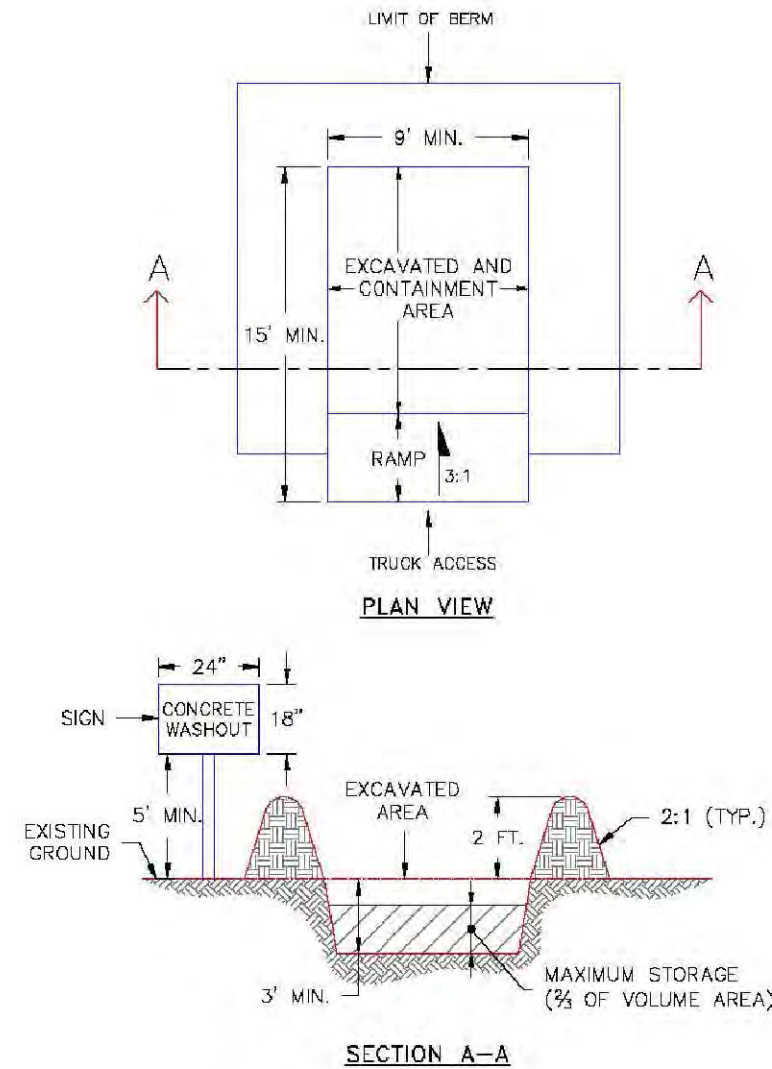 LIMIT OF BERM
9' MIN.
A
A
EXCAVATED AND
CONTAINMENT
AREA
15' MIN.
RAMP
3:1
TRUCK ACCESS
PLAN VIEW
24"
SIGN
CONCRETE
WASHOUT
18"
5' MIN.
EXCAVATED
AREA
2 FT.
2:1 (TYP.)
EXISTING
GROUND
3' MIN.
MAXIMUM STORAGE
(⅔ OF VOLUME AREA)
SECTION A-A